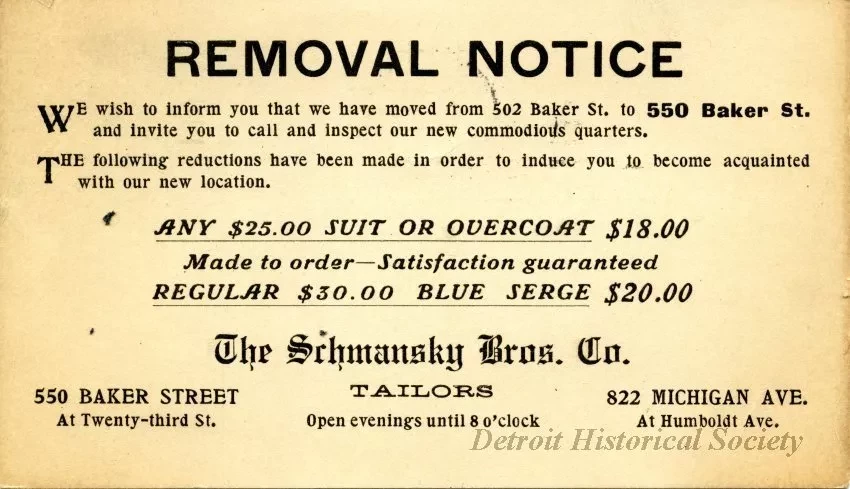 REMOVAL NOTICE
WE wish to inform you that we have moved from 502 Baker St. to 550 Baker St.
and invite you to call and inspect our new commodious quarters.
THE following reductions have been made in order to induce you to become acquainted
with our new location.
ANY $25.00 SUIT OR OVERCOAT $18.00
Made to order—Satisfaction guaranteed
REGULAR $30.00 BLUE SERGE $20.00
The Schmansky Bros. Co.
TAILORS
550 BAKER STREET
At Twenty-third St.
Open evenings until 8 o'clock
822 MICHIGAN AVE.
At Humboldt Ave.
Detroit Historical Society